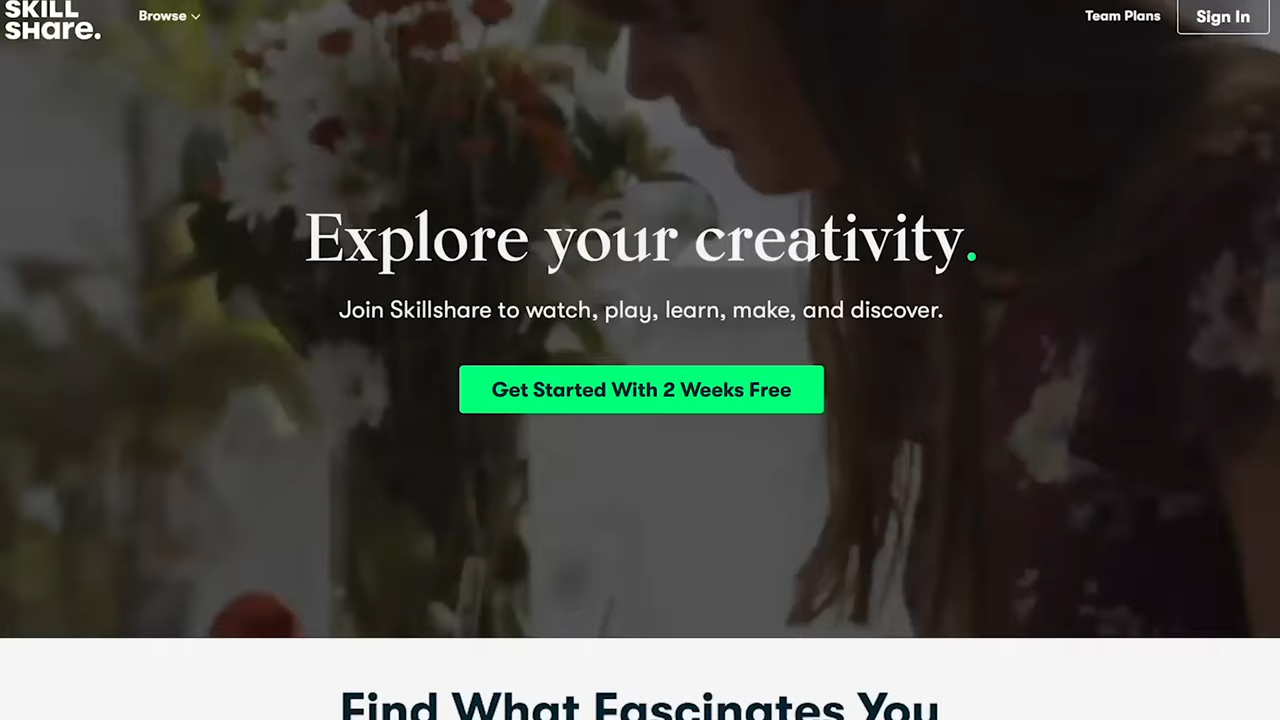 SKILL
SHare.
Browse
Team Plans
Sign In
Explore your creativity.
Join Skillshare to watch, play, learn, make, and discover.
Get Started With 2 Weeks Free
Find What Fascinates You